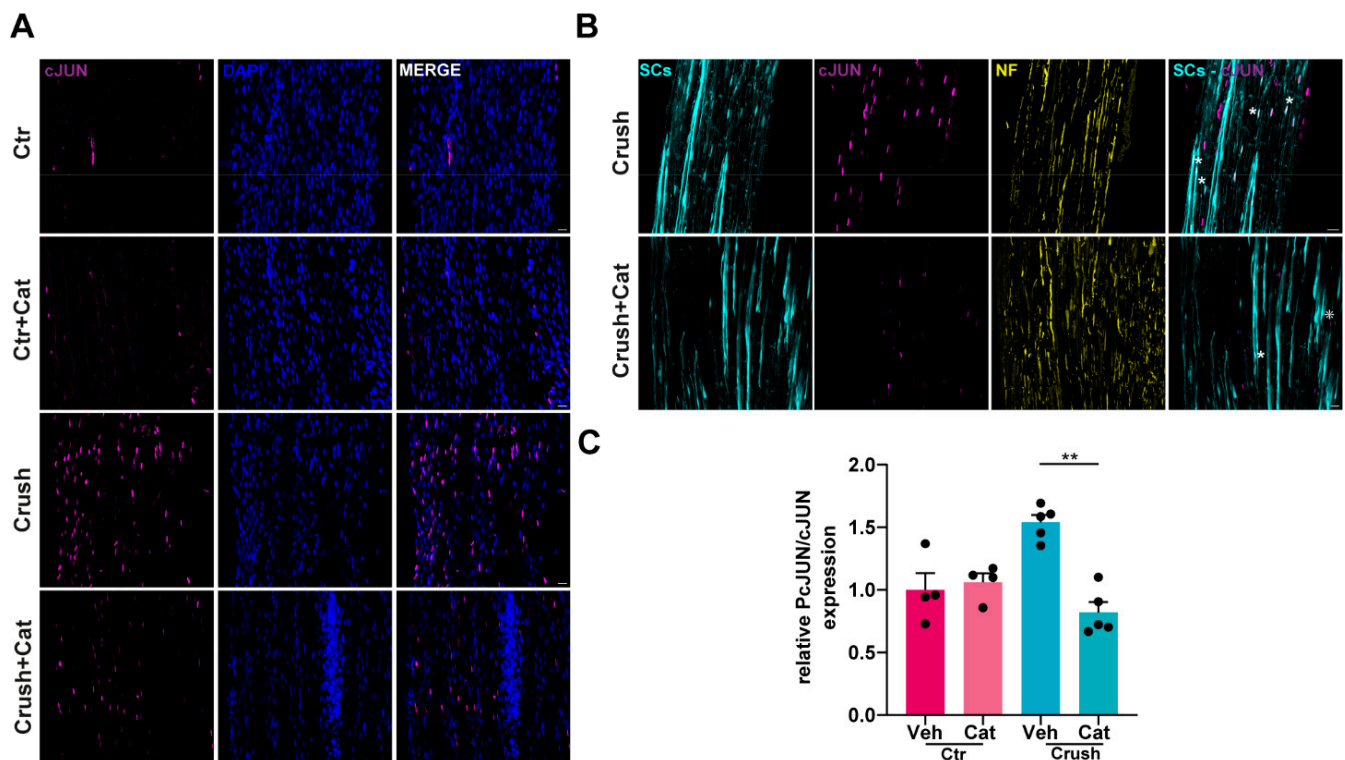 A
B
cJUN DAPI MERGE
SCs cJUN NF SCs - cJUN
Ctr
Crush
*
*
*
*
Ctr+Cat
Crush+Cat
*
*
Crush
C
Crush+Cat
relative PcJUN/cJUN
expression
2.0
1.5
1.0
0.5
0.0
**
Veh Cat Veh Cat
Ctr Crush